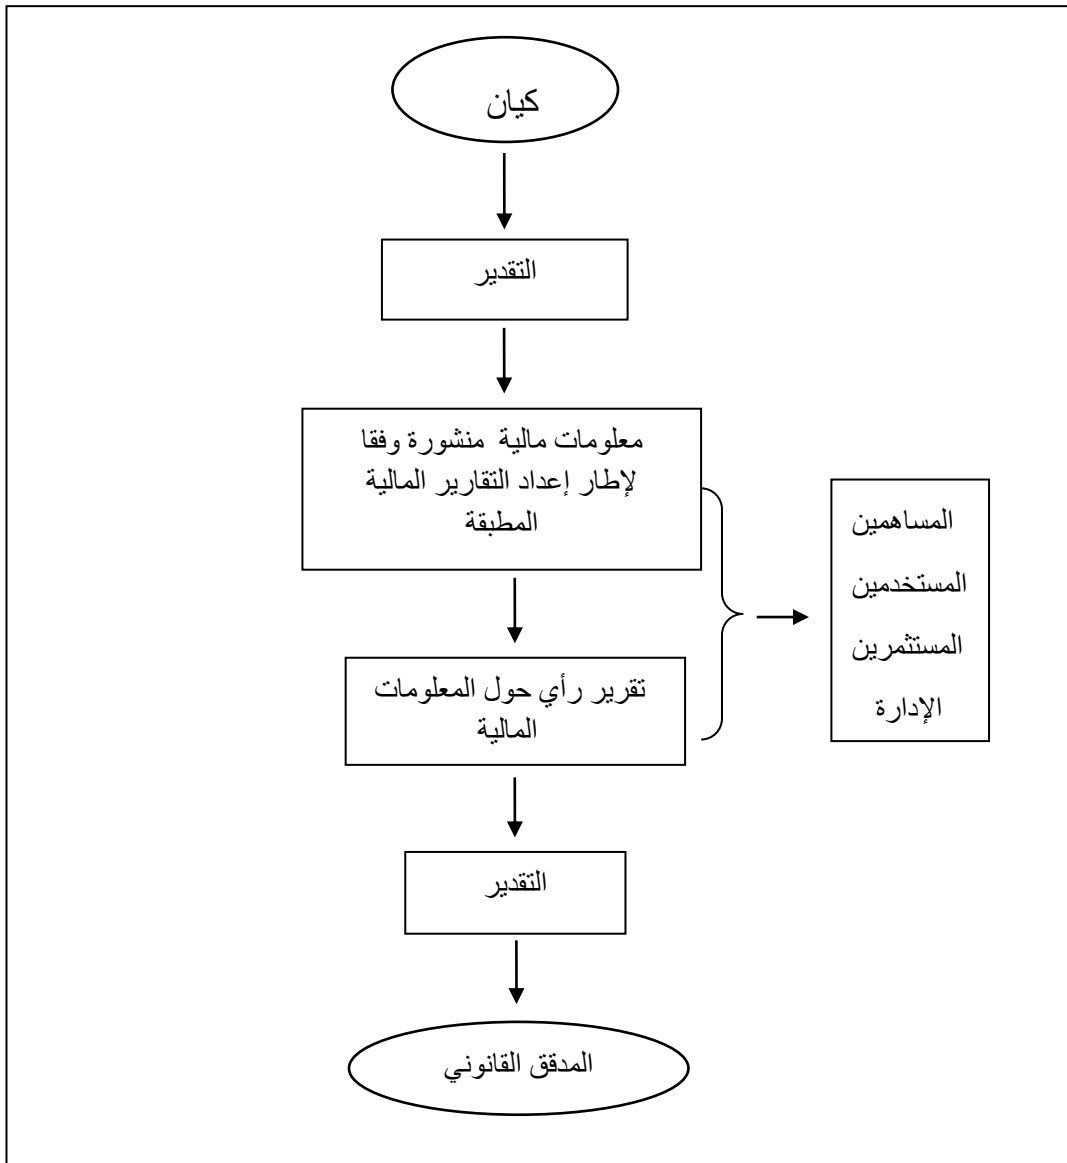 كيان
التقدير
معلومات مالية منشورة وفقا
لإطار إعداد التقارير المالية
المطبقة
المساهمين
المستخدمين
المستثمرين
الإدارة
تقرير رأي حول المعلومات
المالية
التقدير
المدقق القانوني